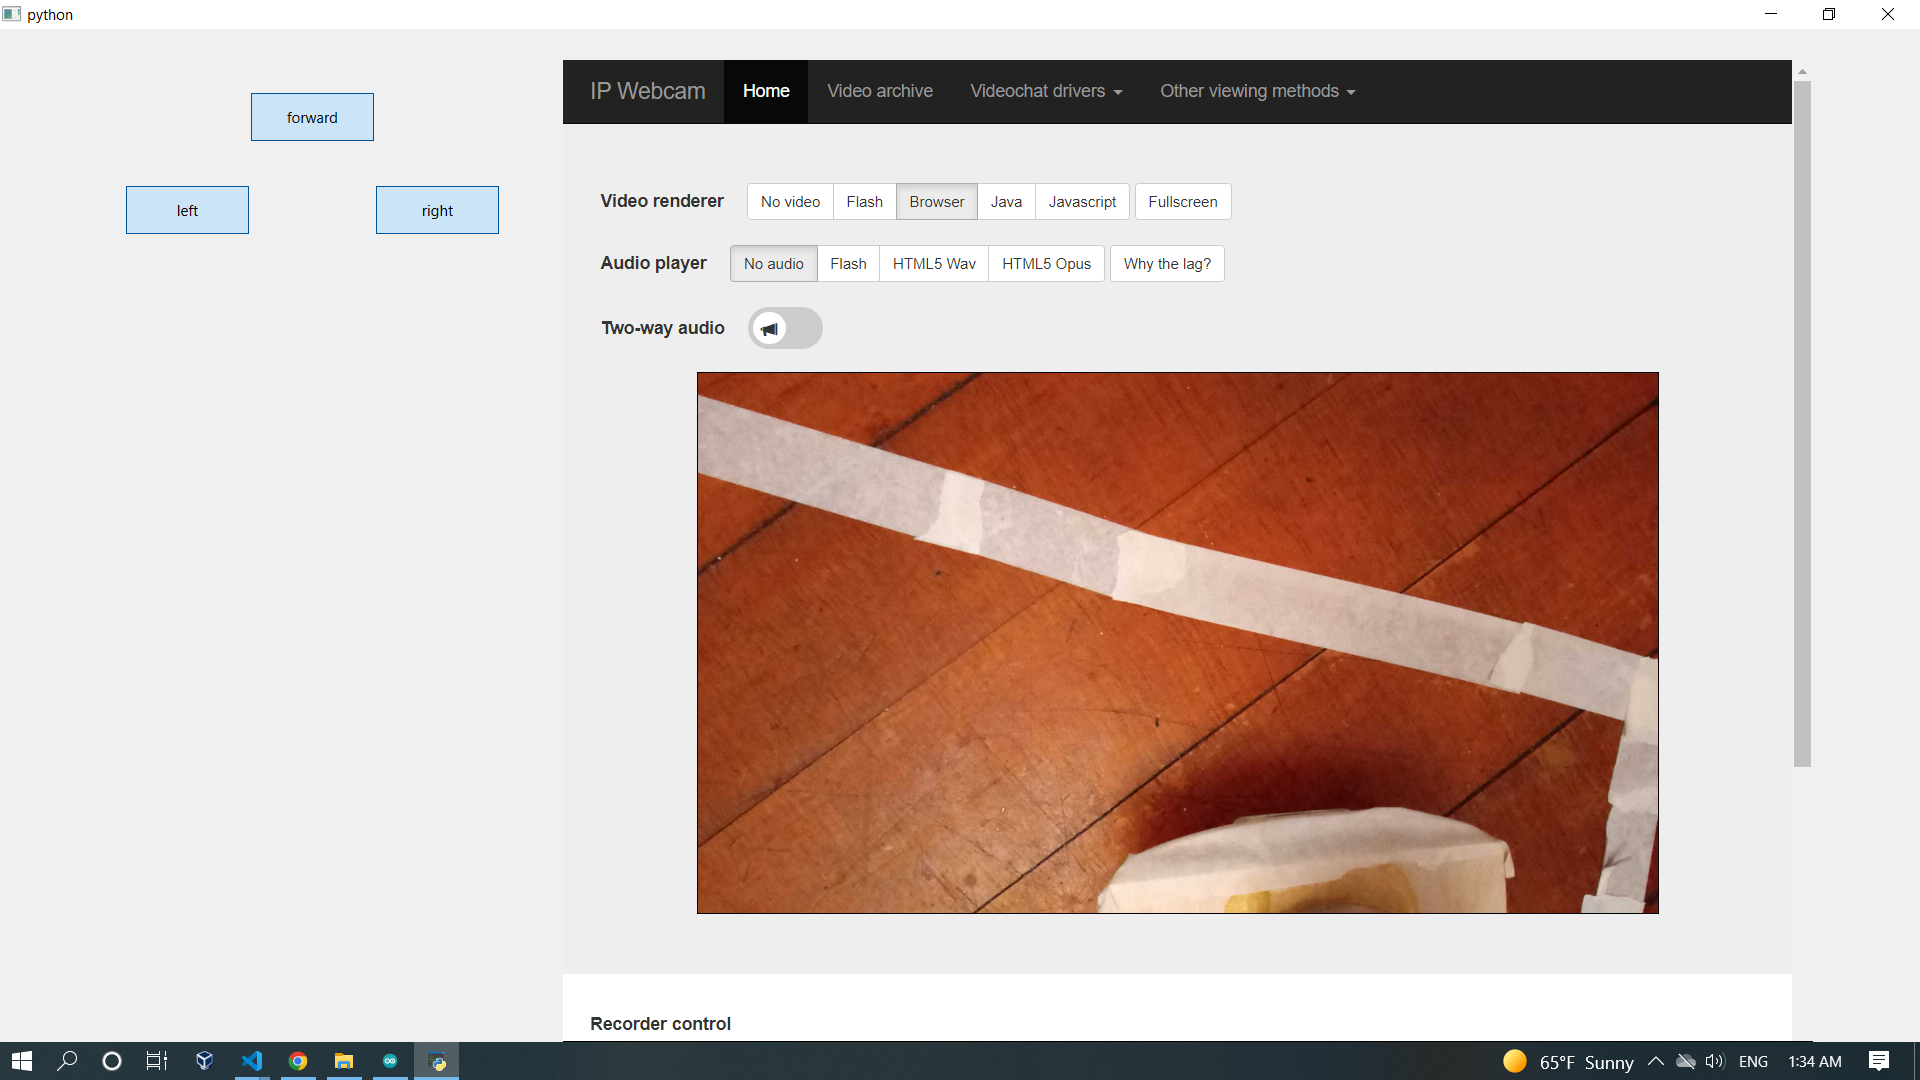 python
forward
left
right
IP Webcam Home Video archive Videochat drivers Other viewing methods
Video renderer No video Flash Browser Java Javascript Fullscreen
Audio player No audio Flash HTML5 Wav HTML5 Opus Why the lag?
Two-way audio
Recorder control
65°F Sunny ENG 1:34 AM